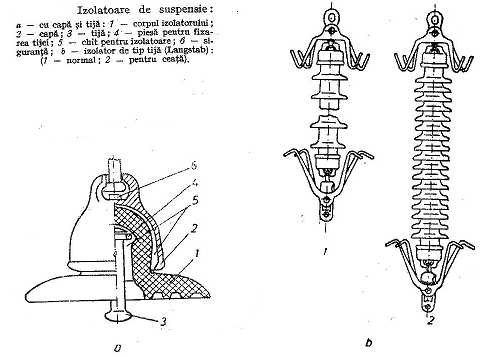 Izolatoare de suspensie:
a — cu capă și tijă: 1 — corpul izolatorului;
2 — capă; 3 — tijă; 4 — piesă pentru fixa-
rea tijei; 5 — chit pentru izolatoare; 6 — si-
guranță; b — izolator de tip tijă (Langstab):
(1 — normal; 2 — pentru ceață).
6
4
5
2
1
3
a
1
2
b